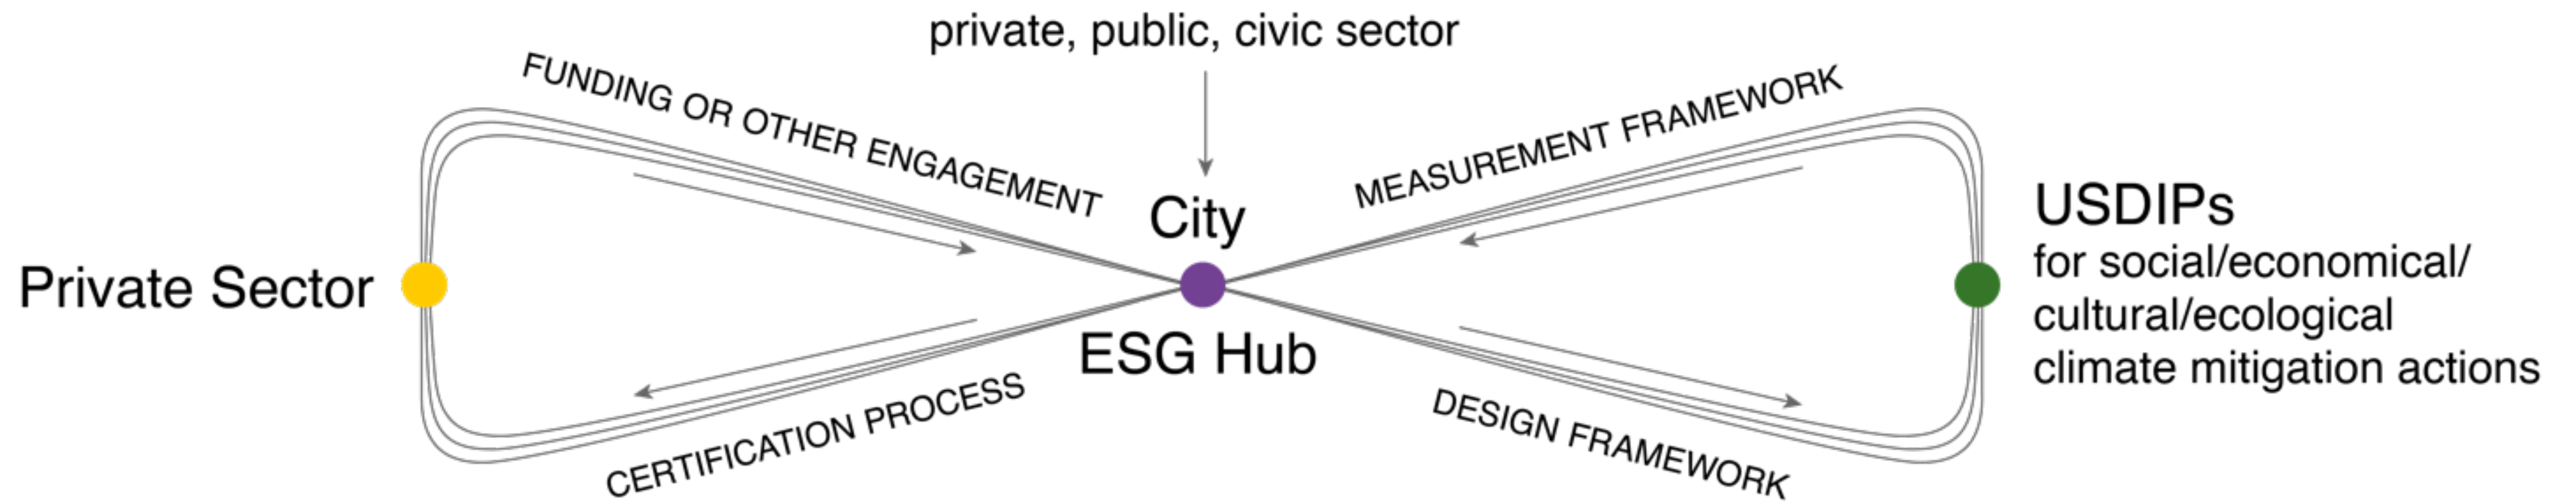 private, public, civic sector
FUNDING OR OTHER ENGAGEMENT
MEASUREMENT FRAMEWORK
City
Private Sector
ESG Hub
USDIPs
for social/economical/
cultural/ecological
climate mitigation actions
CERTIFICATION PROCESS
DESIGN FRAMEWORK